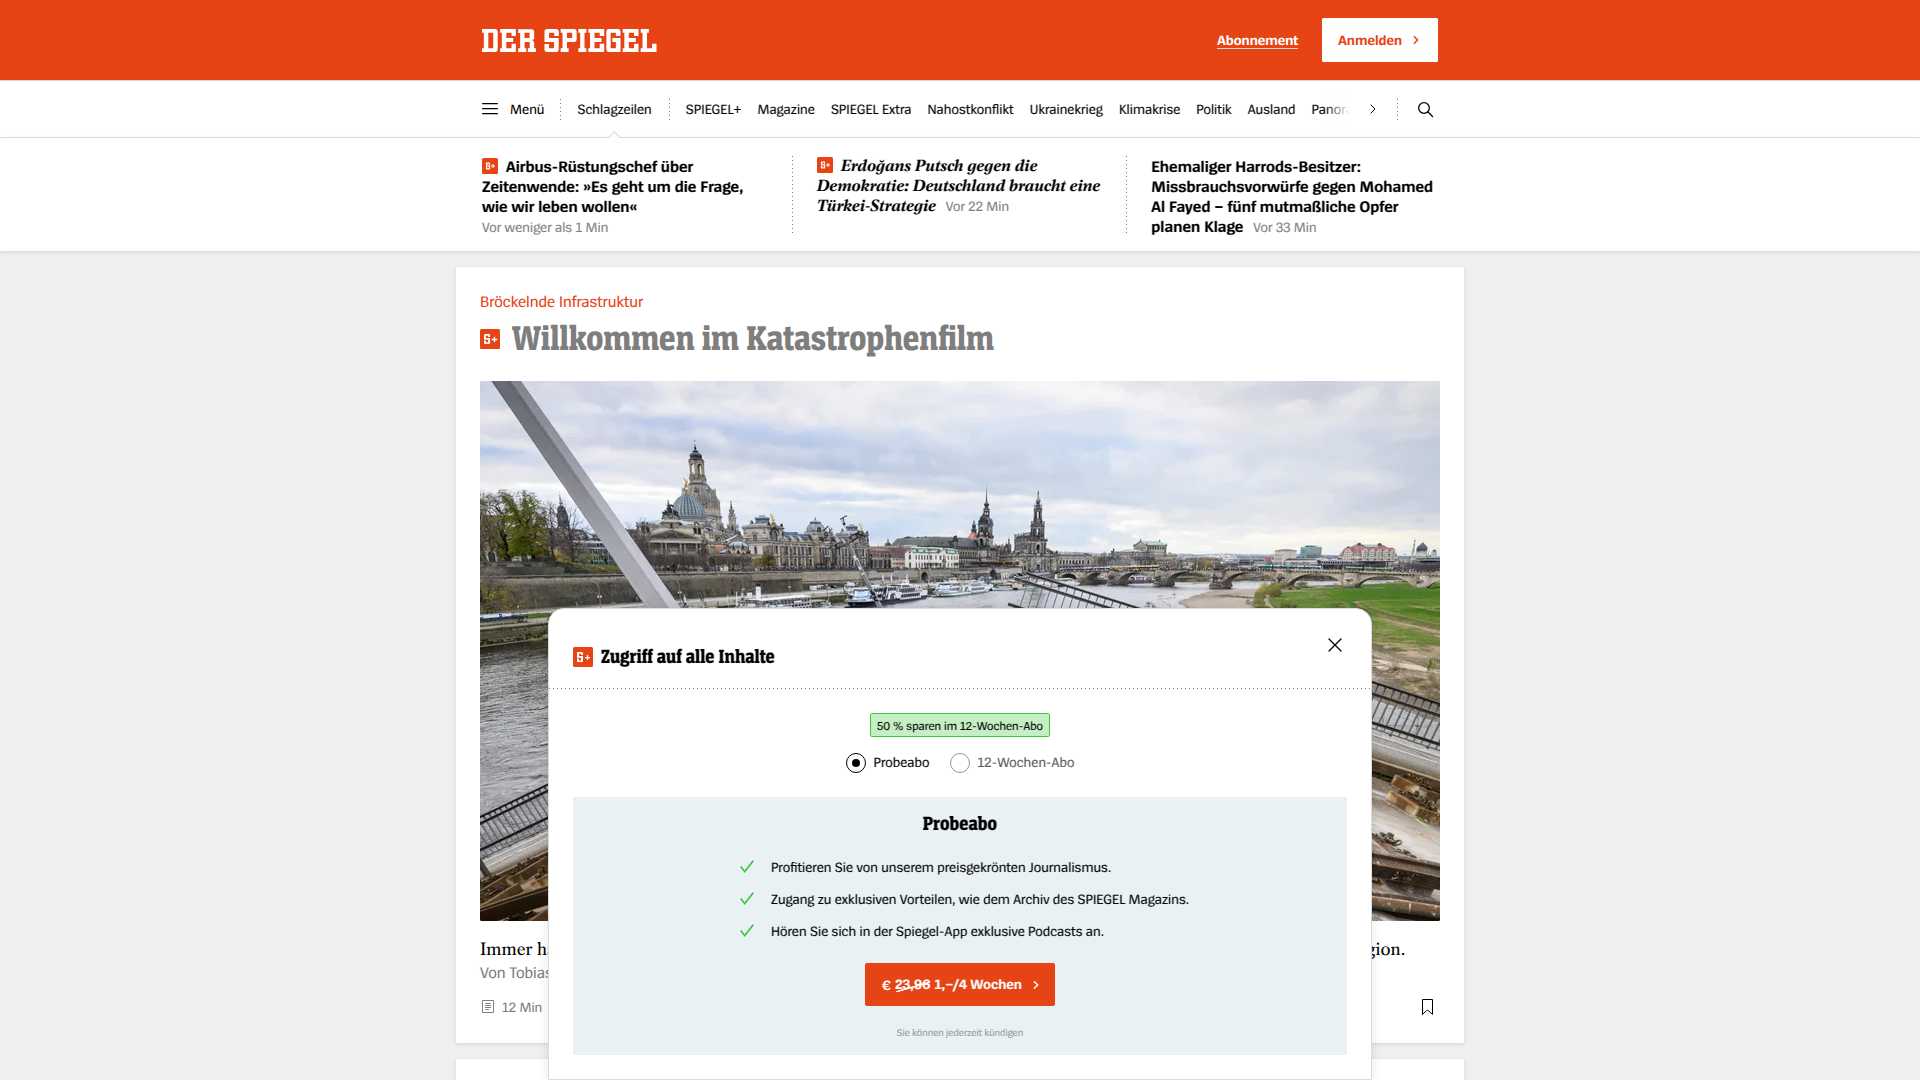 DER SPIEGEL
Abonnement
Anmelden
Menü
Schlagzeilen
SPIEGEL+
Magazine
SPIEGEL Extra
Nahostkonflikt
Ukrainekrieg
Klimakrise
Politik
Ausland
Panor
Airbus-Rüstungschef über
Zeitenwende: »Es geht um die Frage,
wie wir leben wollen«
Vor weniger als 1 Min
Erdoğans Putsch gegen die
Demokratie: Deutschland braucht eine
Türkei-Strategie Vor 22 Min
Ehemaliger Harrods-Besitzer:
Missbrauchsvorwürfe gegen Mohamed
Al Fayed – fünf mutmaßliche Opfer
planen Klage Vor 33 Min
Bröckelnde Infrastruktur
S+ Willkommen im Katastrophenfilm
S+ Zugriff auf alle Inhalte
50 % sparen im 12-Wochen-Abo
Probeabo
12-Wochen-Abo
Probeabo
Profitieren Sie von unserem preisgekrönten Journalismus.
Zugang zu exklusiven Vorteilen, wie dem Archiv des SPIEGEL Magazins.
Hören Sie sich in der Spiegel-App exklusive Podcasts an.
€ 23,96 1,–/4 Wochen
Sie können jederzeit kündigen
Immer
Von Tobias
12 Min